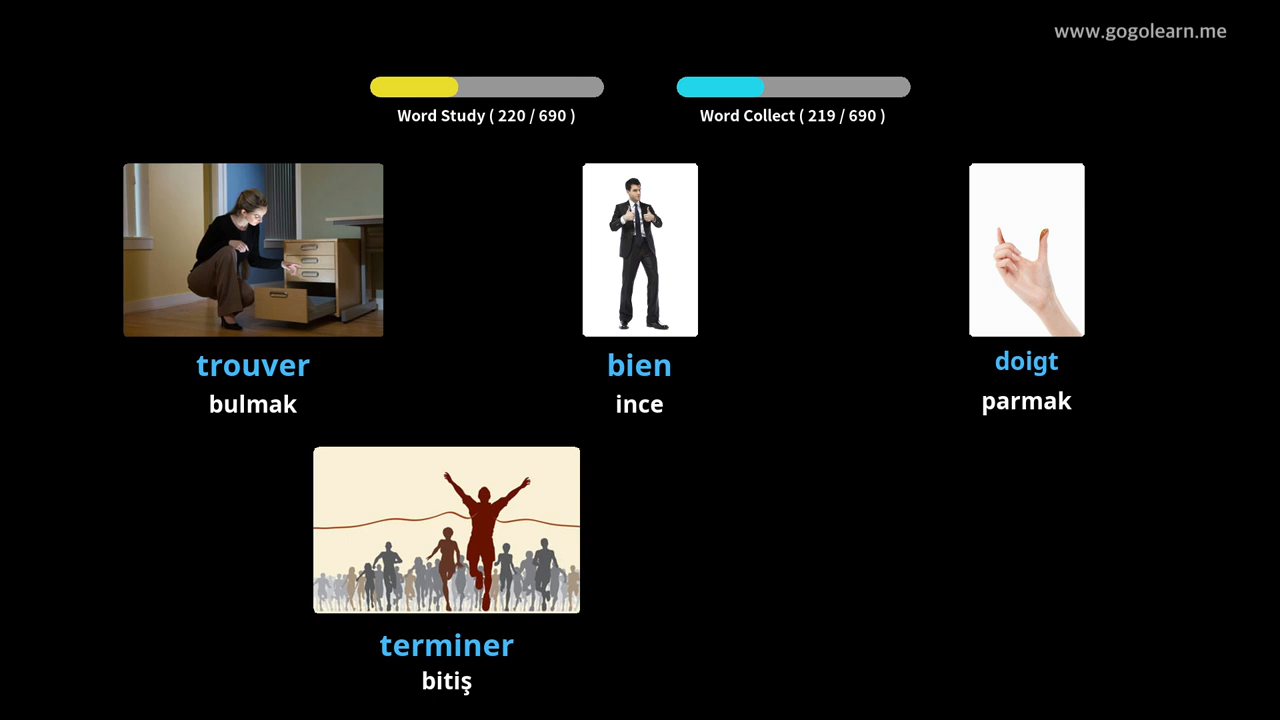 www.gogolearn.me
Word Study ( 220 / 690 )
Word Collect ( 219 / 690 )
trouver
bulmak
bien
ince
doigt
parmak
terminer
bitiş